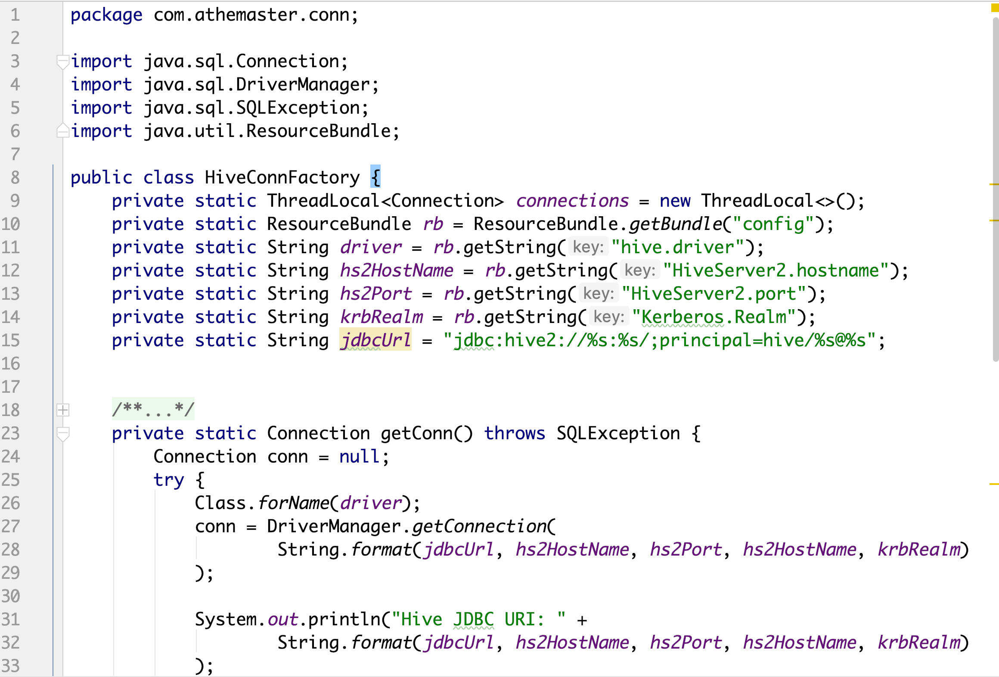 1 package com.athemaster.conn;
2
3 import java.sql.Connection;
4 import java.sql.DriverManager;
5 import java.sql.SQLException;
6 import java.util.ResourceBundle;
7
8 public class HiveConnFactory {
9 private static ThreadLocal<Connection> connections = new ThreadLocal<>();
10 private static ResourceBundle rb = ResourceBundle.getBundle("config");
11 private static String driver = rb.getString( key: "hive.driver");
12 private static String hs2HostName = rb.getString( key: "HiveServer2.hostname");
13 private static String hs2Port = rb.getString( key: "HiveServer2.port");
14 private static String krbRealm = rb.getString( key: "Kerberos.Realm");
15 private static String jdbcUrl = "jdbc:hive2://%s:%s/;principal=hive/%s@%s";
16
17
18 /**...*/
23 private static Connection getConn() throws SQLException {
24 Connection conn = null;
25 try {
26 Class.forName(driver);
27 conn = DriverManager.getConnection(
28 String.format(jdbcUrl, hs2HostName, hs2Port, hs2HostName, krbRealm)
29 );
30
31 System.out.println("Hive JDBC URI: " +
32 String.format(jdbcUrl, hs2HostName, hs2Port, hs2HostName, krbRealm)
33 );